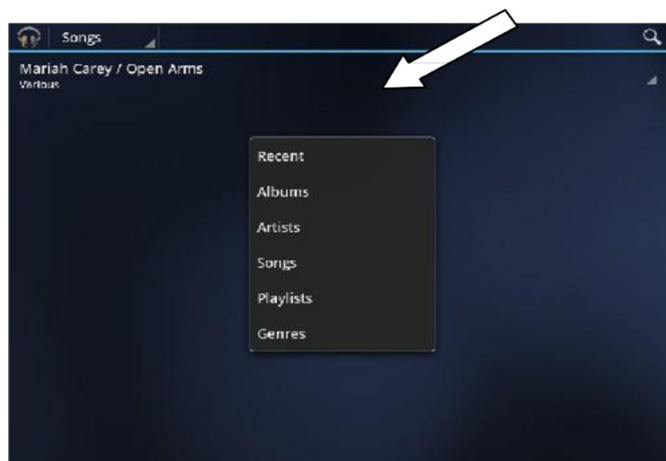 Songs
Mariah Carey / Open Arms
Various
Recent
Albums
Artists
Songs
Playlists
Genres